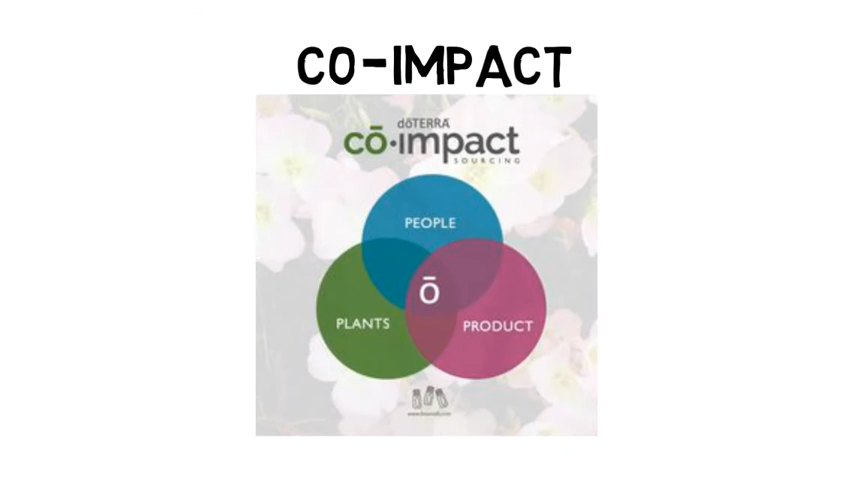 CO-IMPACT
dōTERRA
cō·impact
SOURCING
PEOPLE
ō
PLANTS
PRODUCT